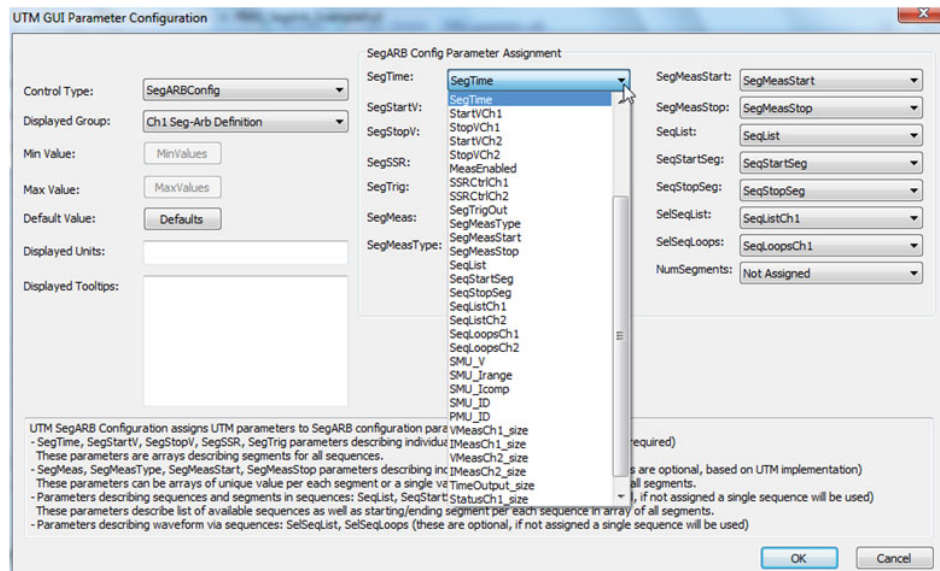 UTM GUI Parameter Configuration
Control Type:
SegARBConfig
Displayed Group:
Ch1 Seg-Arb Definition
Min Value:
MinValues
Max Value:
MaxValues
Default Value:
Defaults
Displayed Units:
Displayed Tooltips:
SegARB Config Parameter Assignment
SegTime:
SegTime
SegStartV:
SegStopV:
SegSSR:
SegTrig:
SegMeas:
SegMeasType:
SegTime
StartVCh1
StopVCh1
StartVCh2
StopVCh2
MeasEnabled
SSRCtrlCh1
SSRCtrlCh2
SegTrigOut
SegMeasType
SegMeasStart
SegMeasStop
SeqList
SeqStartSeg
SeqStopSeg
SeqListCh1
SeqListCh2
SeqLoopsCh1
SeqLoopsCh2
SMU_V
SMU_Irange
SMU_Icomp
SMU_ID
PMU_ID
VMeasCh1_size
IMeasCh1_size
VMeasCh2_size
IMeasCh2_size
TimeOutput_size
StatusCh1_size
SegMeasStart:
SegMeasStart
SegMeasStop:
SegMeasStop
SeqList:
SeqList
SeqStartSeg:
SeqStartSeg
SeqStopSeg:
SeqStopSeg
SelSeqList:
SeqListCh1
SelSeqLoops:
SeqLoopsCh1
NumSegments:
Not Assigned
UTM SegARB Configuration assigns UTM parameters to SegARB configuration para
- SegTime, SegStartV, SegStopV, SegSSR, SegTrig parameters describing individua required)
These parameters are arrays describing segments for all sequences.
- SegMeas, SegMeasType, SegMeasStart, SegMeasStop parameters describing inc s are optional, based on UTM implementation)
These parameters can be arrays of unique value per each segment or a single va all segments.
- Parameters describing sequences and segments in sequences: SeqList, SeqStart l, if not assigned a single sequence will be used)
These parameters describe list of available sequences as well as starting/ending segment per each sequence in array of all segments.
- Parameters describing waveform via sequences: SelSeqList, SelSeqLoops (these are optional, if not assigned a single sequence will be used)
OK
Cancel